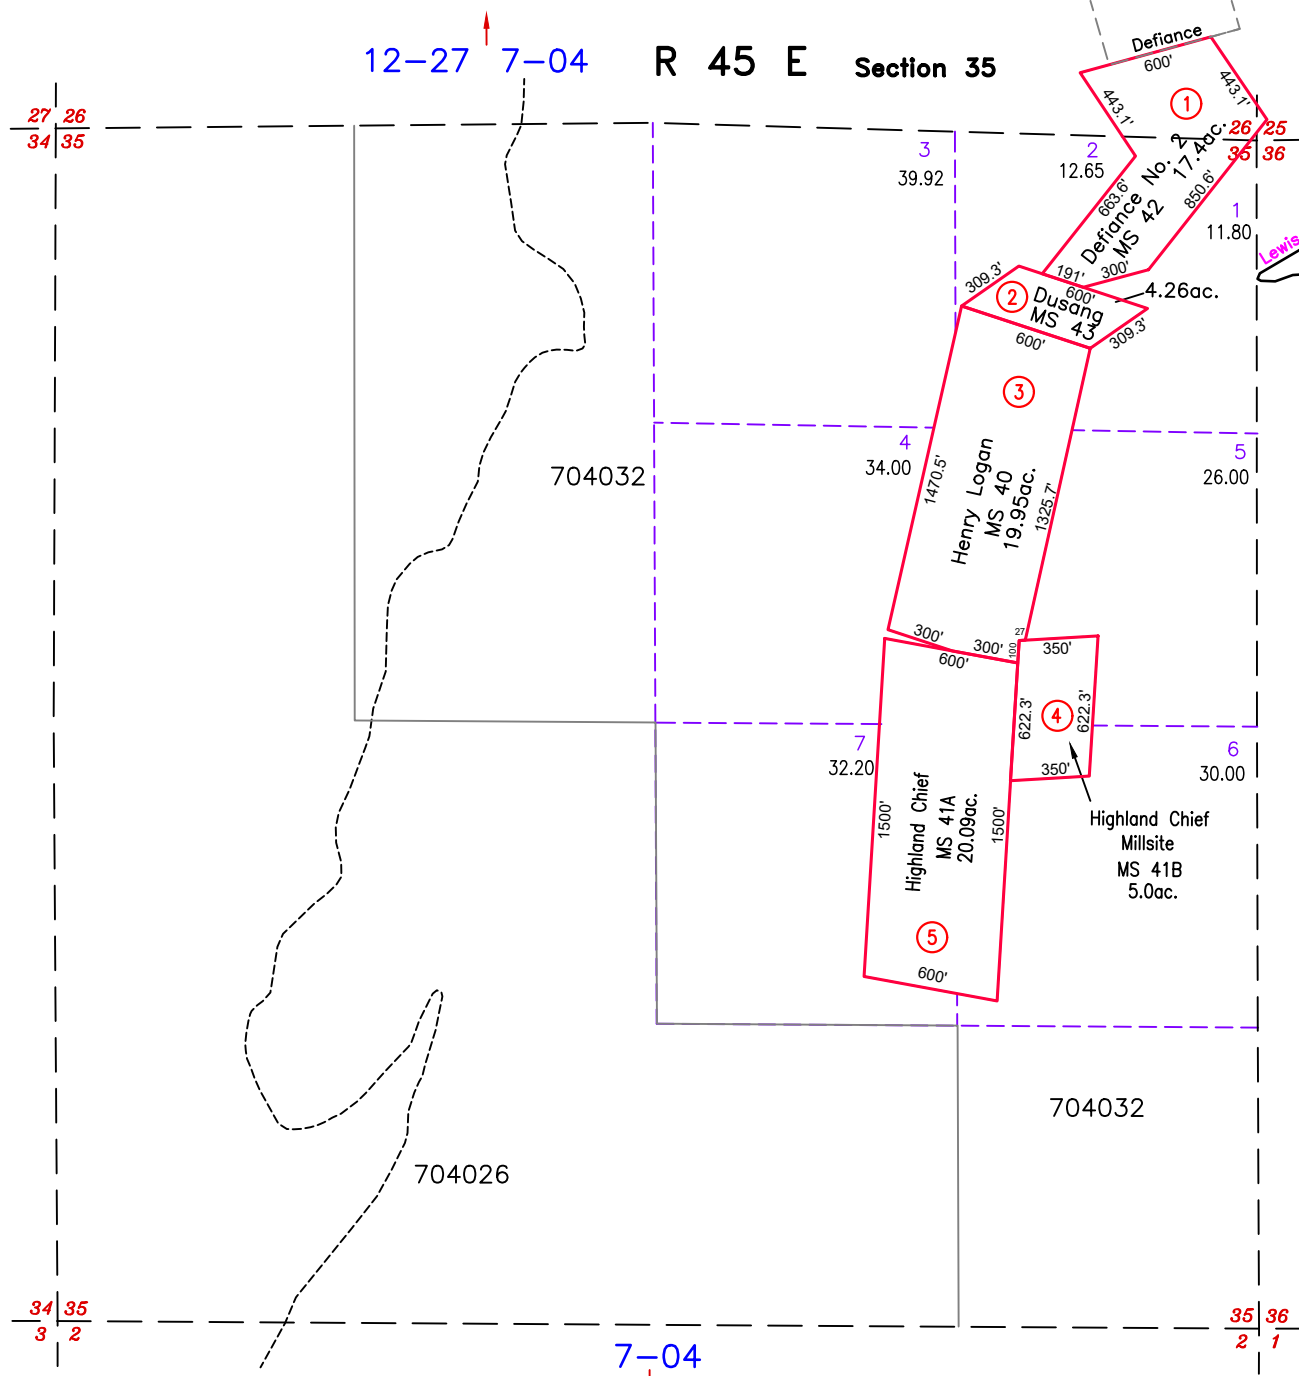 12-27 7-04 R 45 E Section 35
Defiance
600'
443.1'
443.1'
1
27 26
34 35
26 25
35 36
3
39.92
2
12.65
663.6'
Defiance No. 2
MS 42
17.4ac.
850.6'
1
11.80
Lewis
309.3'
191'
300'
2
600'
Dusang
MS 43
4.26ac.
309.3'
600'
3
4
34.00
704032
1470.5'
Henry Logan
MS 40
19.95ac.
1325.7'
5
26.00
300'
300'
27
100
600'
350'
622.3'
4
622.3'
350'
7
32.20
6
30.00
1500'
Highland Chief
MS 41A
20.09ac.
1500'
Highland Chief
Millsite
MS 41B
5.0ac.
5
600'
704032
704026
34 35
3 2
35 36
2 1
7-04